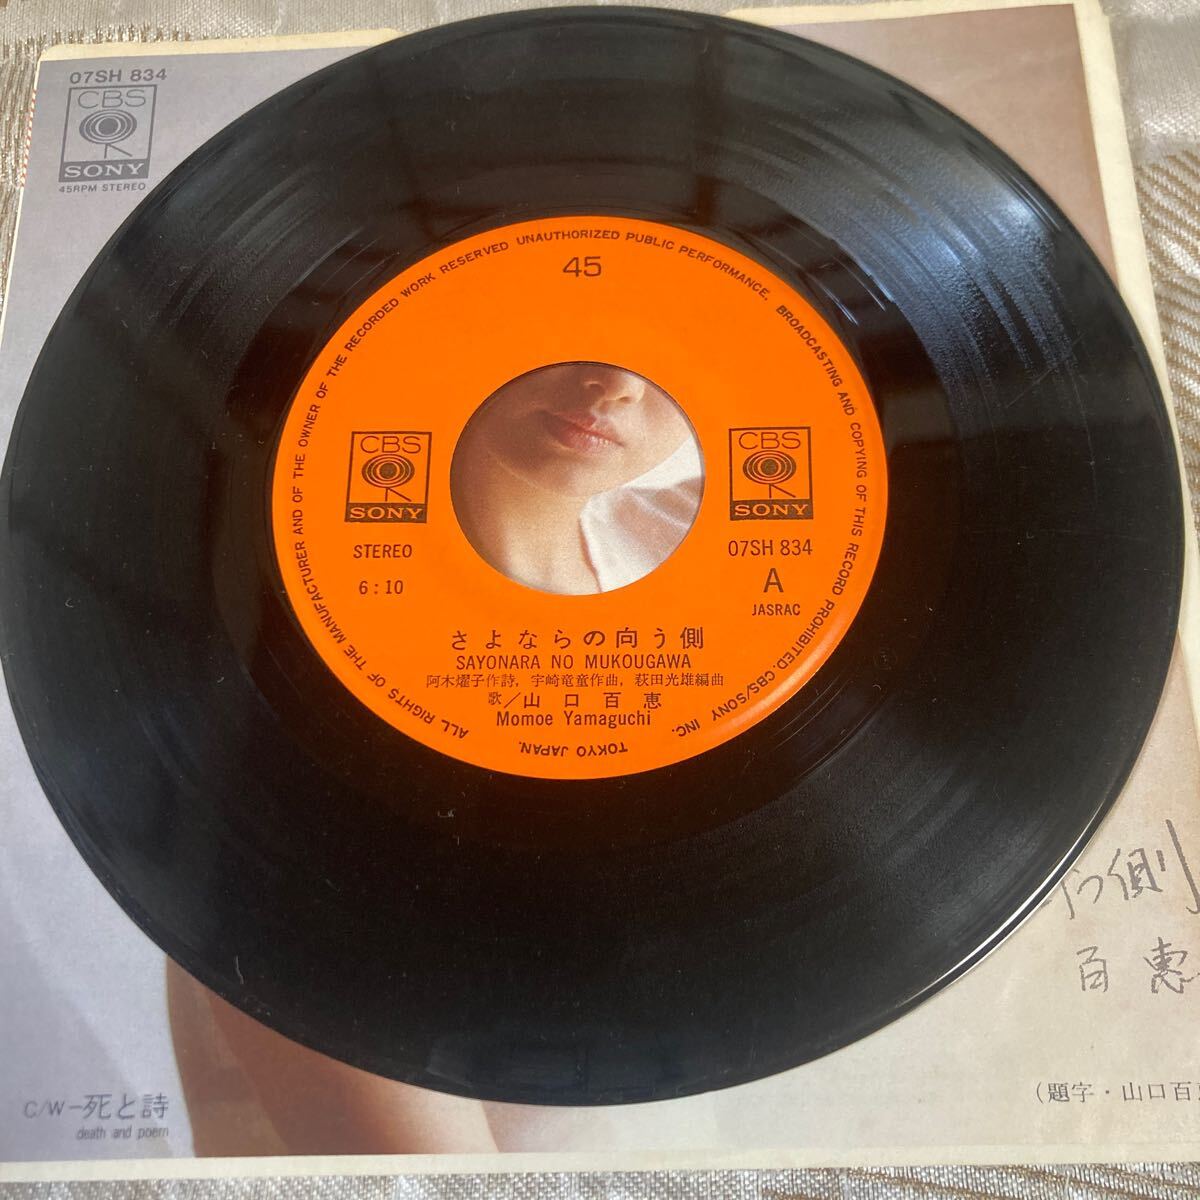 07SH 834
CBS
SONY
45RPM STEREO
ALL RIGHTS OF THE MANUFACTURER AND OF THE OWNER OF THE RECORDED WORK RESERVED UNAUTHORIZED PUBLIC PERFORMANCE, BROADCASTING AND COPYING OF THIS RECORD PROHIBITED. CBS/SONY INC. TOKYO JAPAN.
45
CBS
SONY
CBS
SONY
STEREO
6:10
07SH 834
A
JASRAC
さよならの向う側
SAYONARA NO MUKOUGAWA
阿木燿子作詩, 宇崎竜童作曲, 萩田光雄編曲
歌/山口百恵
Momoe Yamaguchi
う側
百恵
(題字・山口百
C/W―死と詩
death and poem